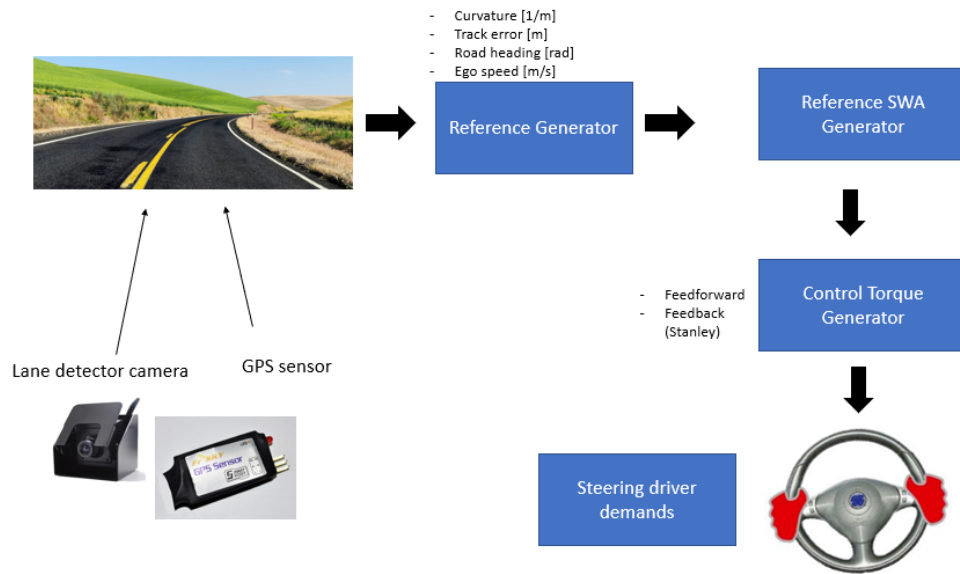 - Curvature [1/m]
- Track error [m]
- Road heading [rad]
- Ego speed [m/s]
Reference Generator
Reference SWA
Generator
- Feedforward
- Feedback
(Stanley)
Control Torque
Generator
Lane detector camera
GPS sensor
GPS Sensor
Steering driver
demands